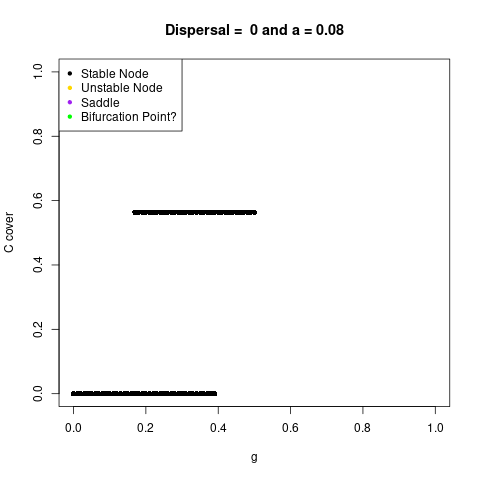 Dispersal =  0 and a = 0.08
Stable Node
Unstable Node
Saddle
Bifurcation Point?
C cover
1.0
0.8
0.6
0.4
0.2
0.0
0.0 0.2 0.4 0.6 0.8 1.0
g